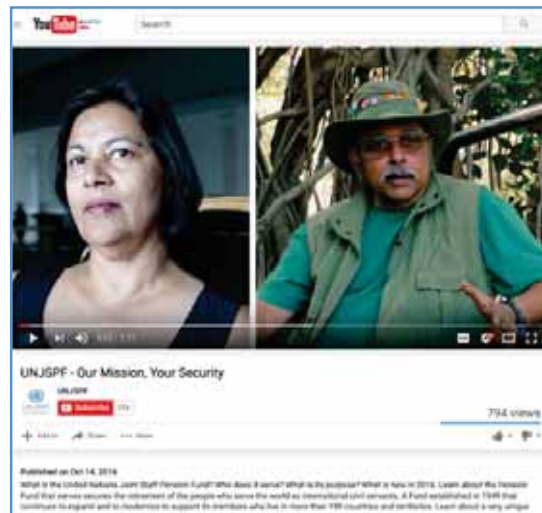 YouTube
Search
UNJSPF - Our Mission, Your Security
UNJSPF
Subscribe
794 views
Add to Share More
Published on Oct 14, 2016
What is the United Nations Joint Staff Pension Fund? Who does it serve? What is its purpose? What is new in 2016. Learn about the Pension
Fund that serves secures the retirement of the people who serve the world as international civil servants. A Fund established in 1949 that
continues to expand and to modernize to support its members who live in more than 190 countries and territories. Learn about a very unique